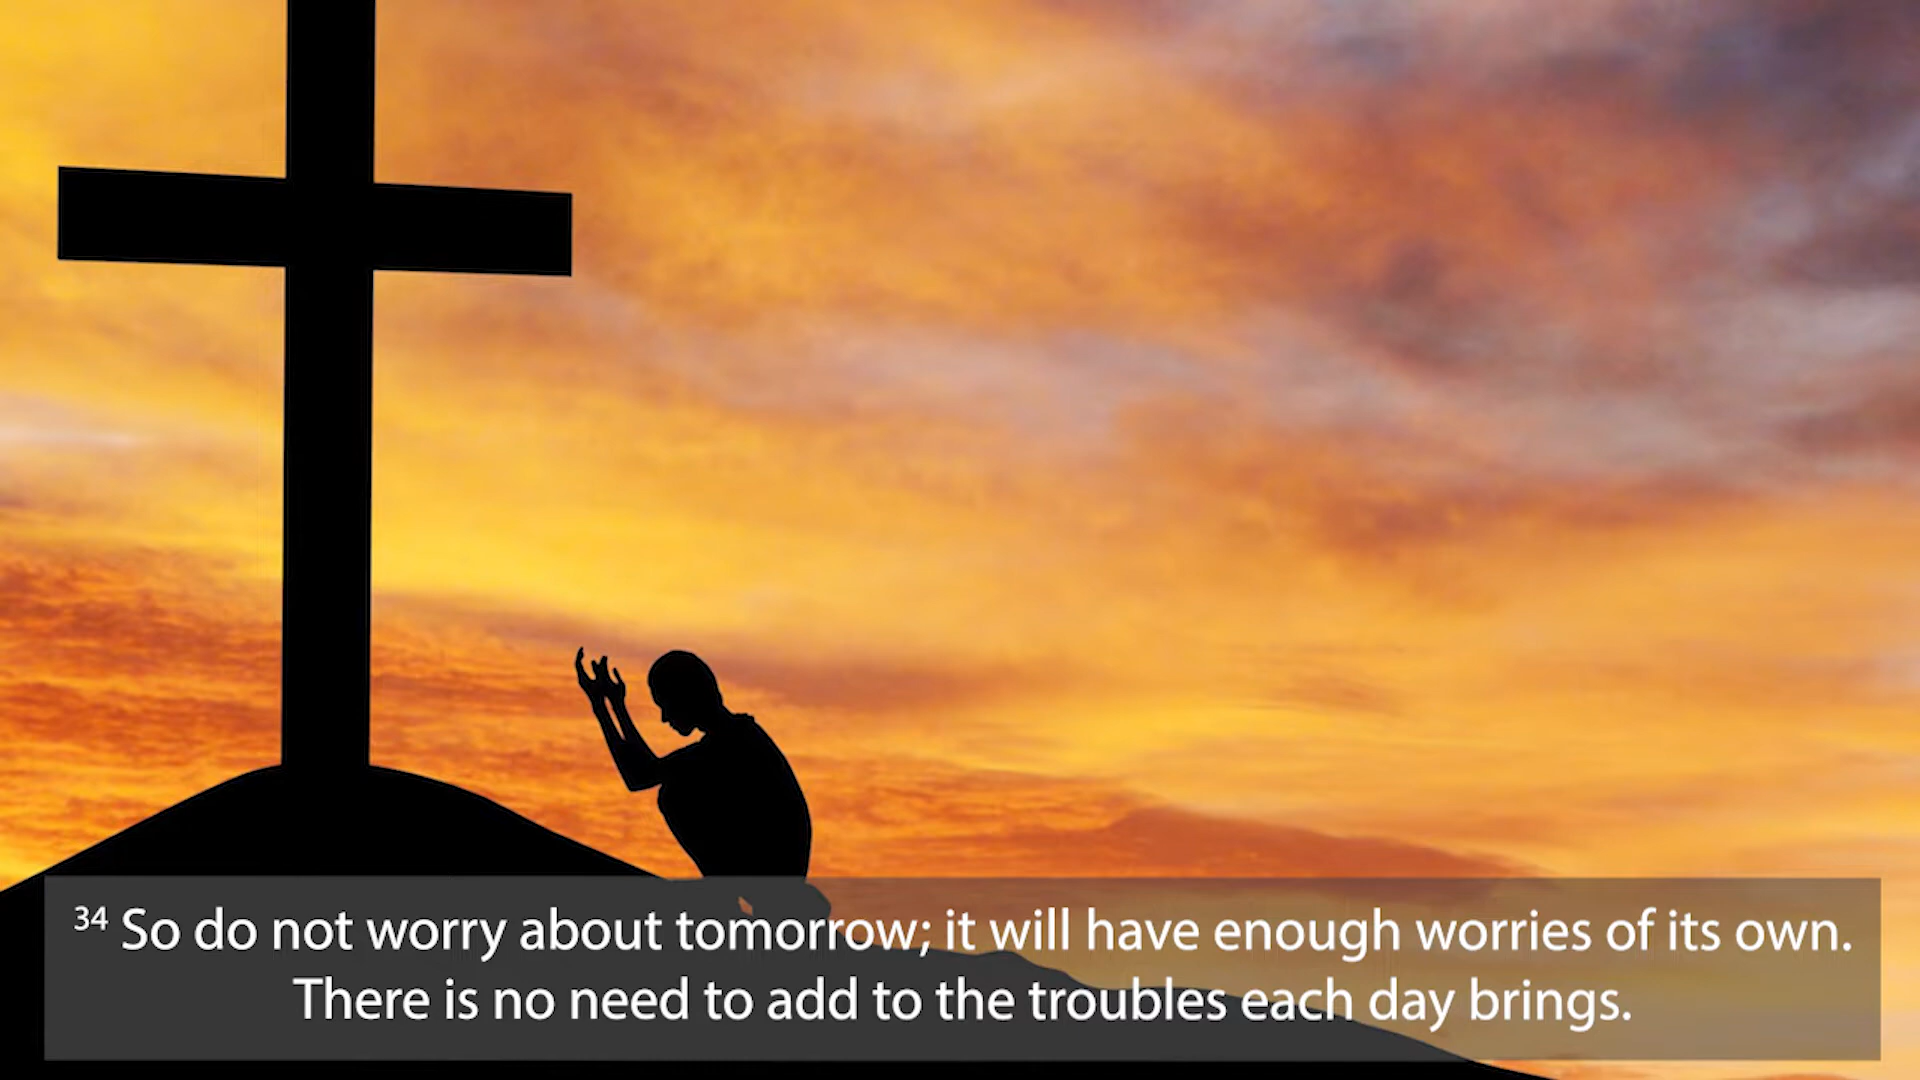 34 So do not worry about tomorrow; it will have enough worries of its own.
There is no need to add to the troubles each day brings.